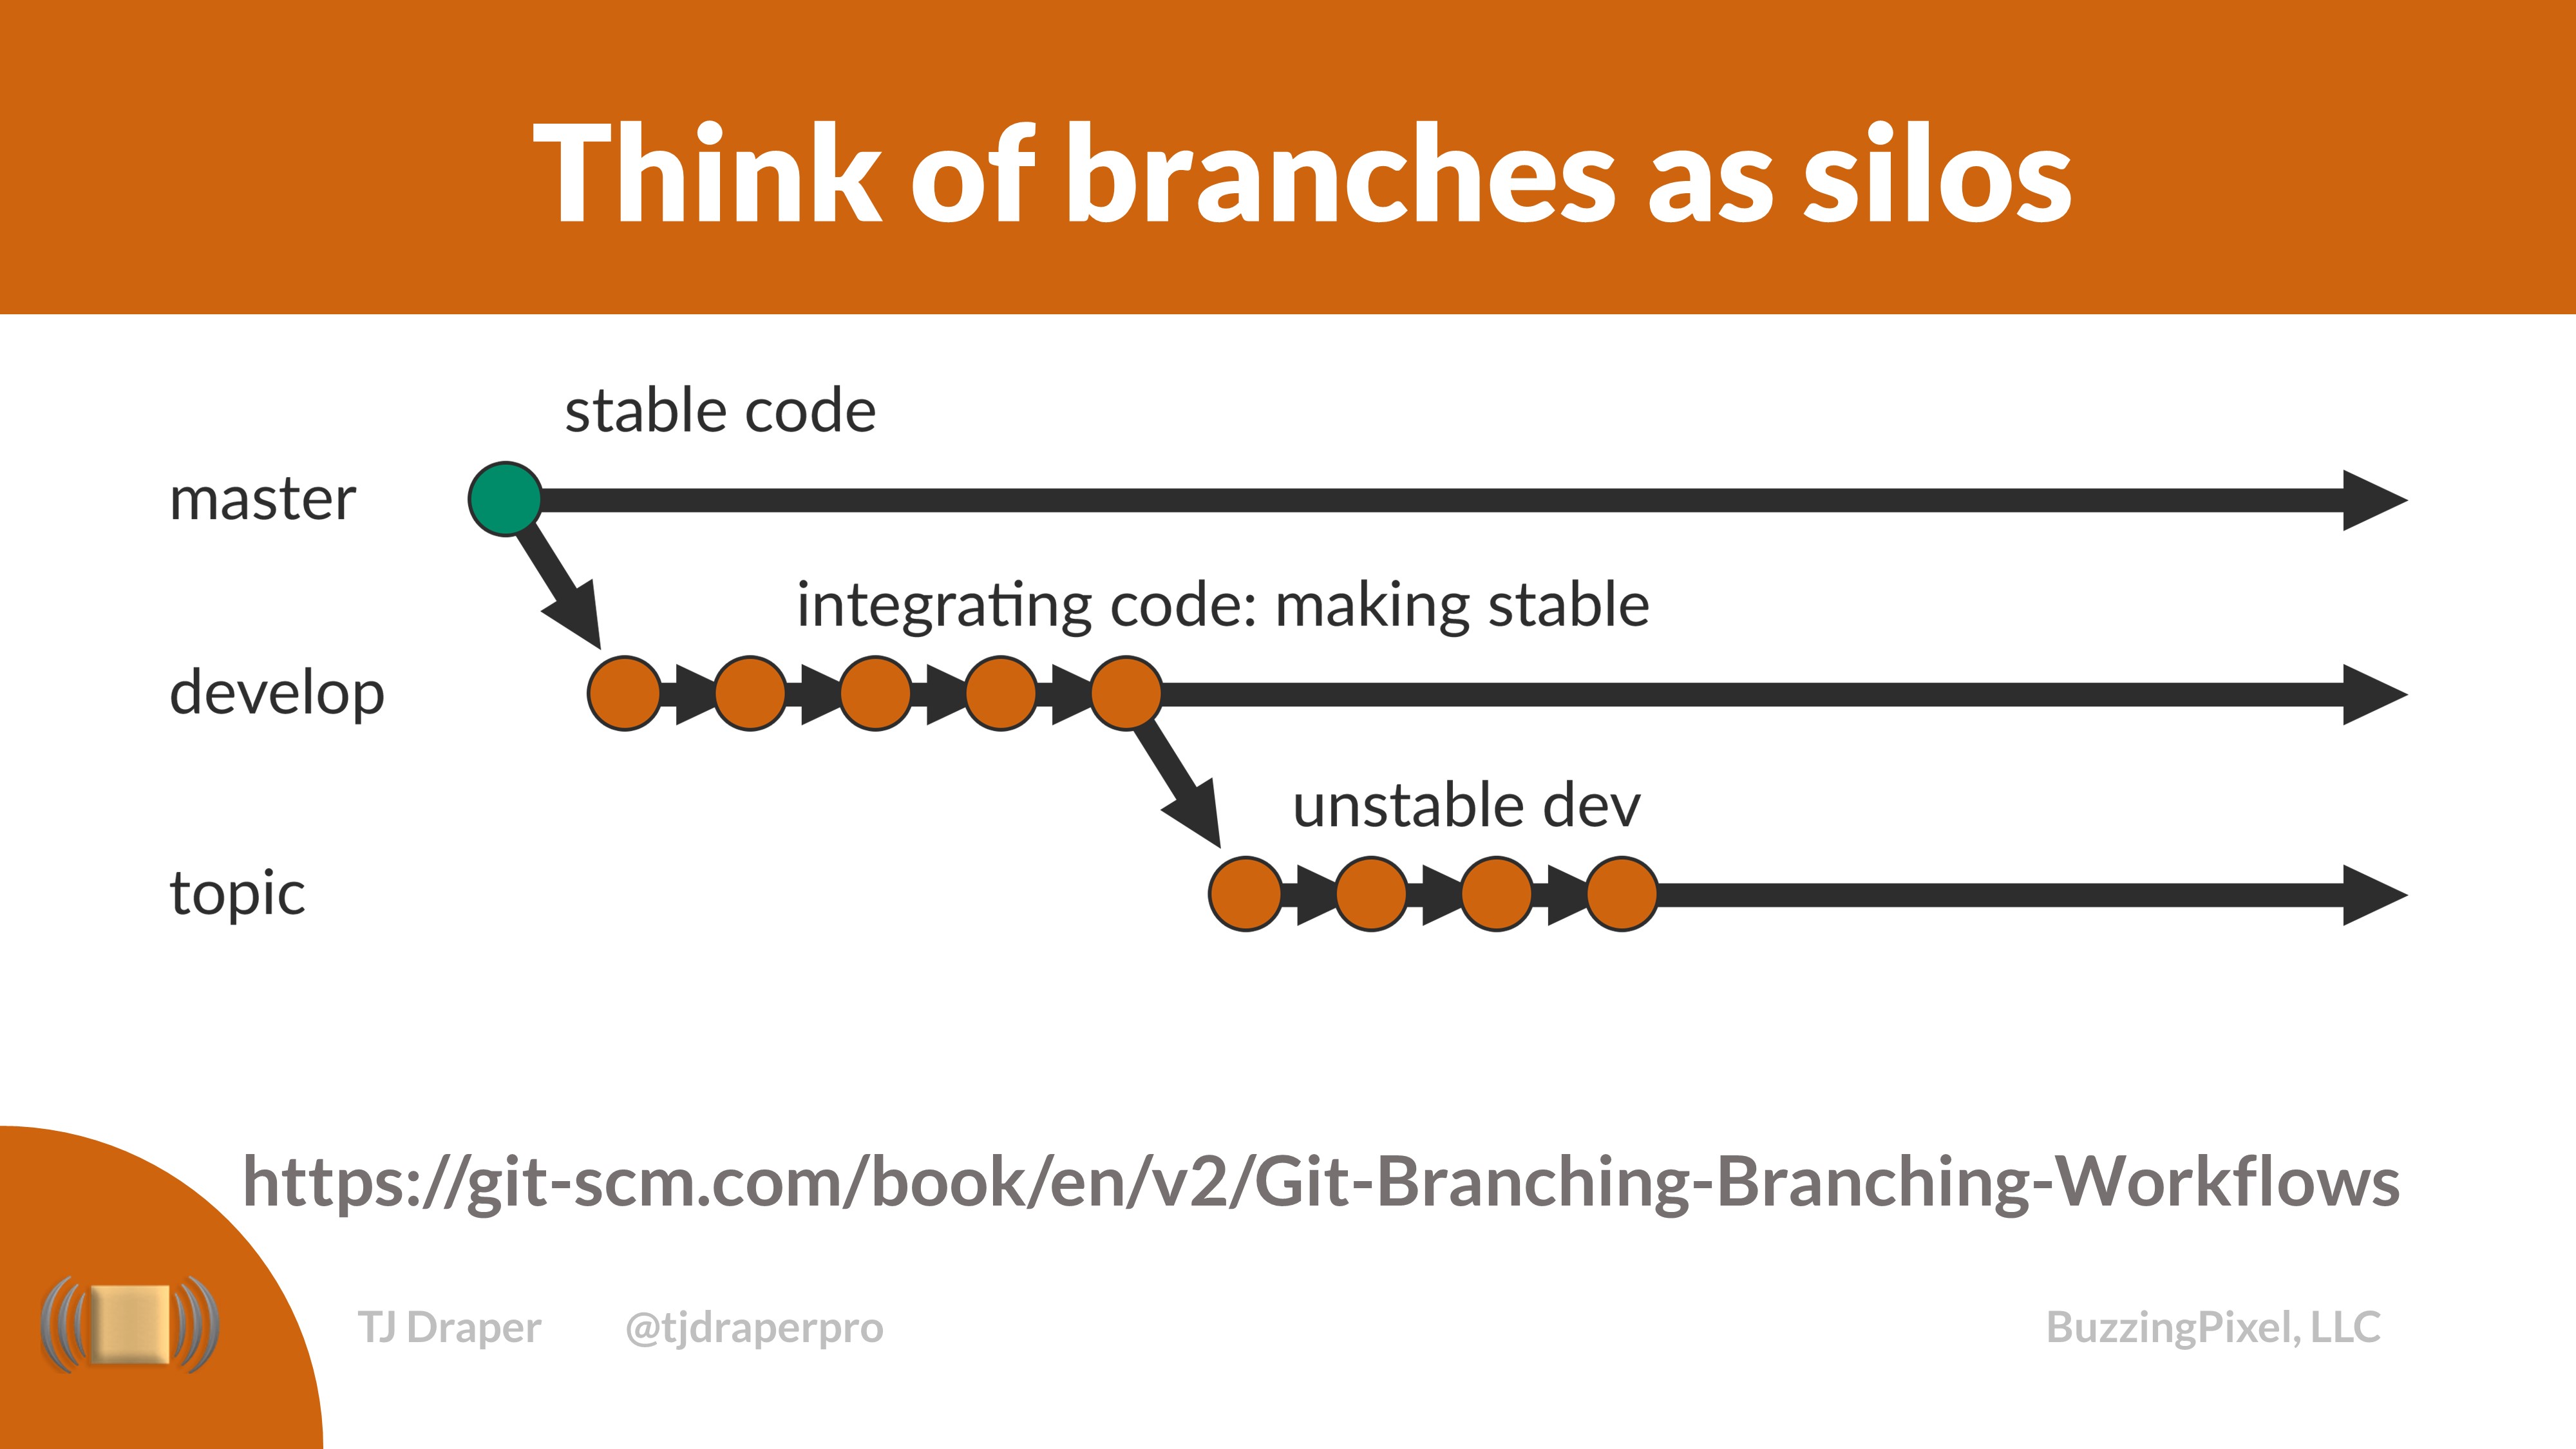 Think of branches as silos
stable code
master
integrating code: making stable
develop
unstable dev
topic
https://git-scm.com/book/en/v2/Git-Branching-Branching-Workflows
TJ Draper @tjdraperpro BuzzingPixel, LLC